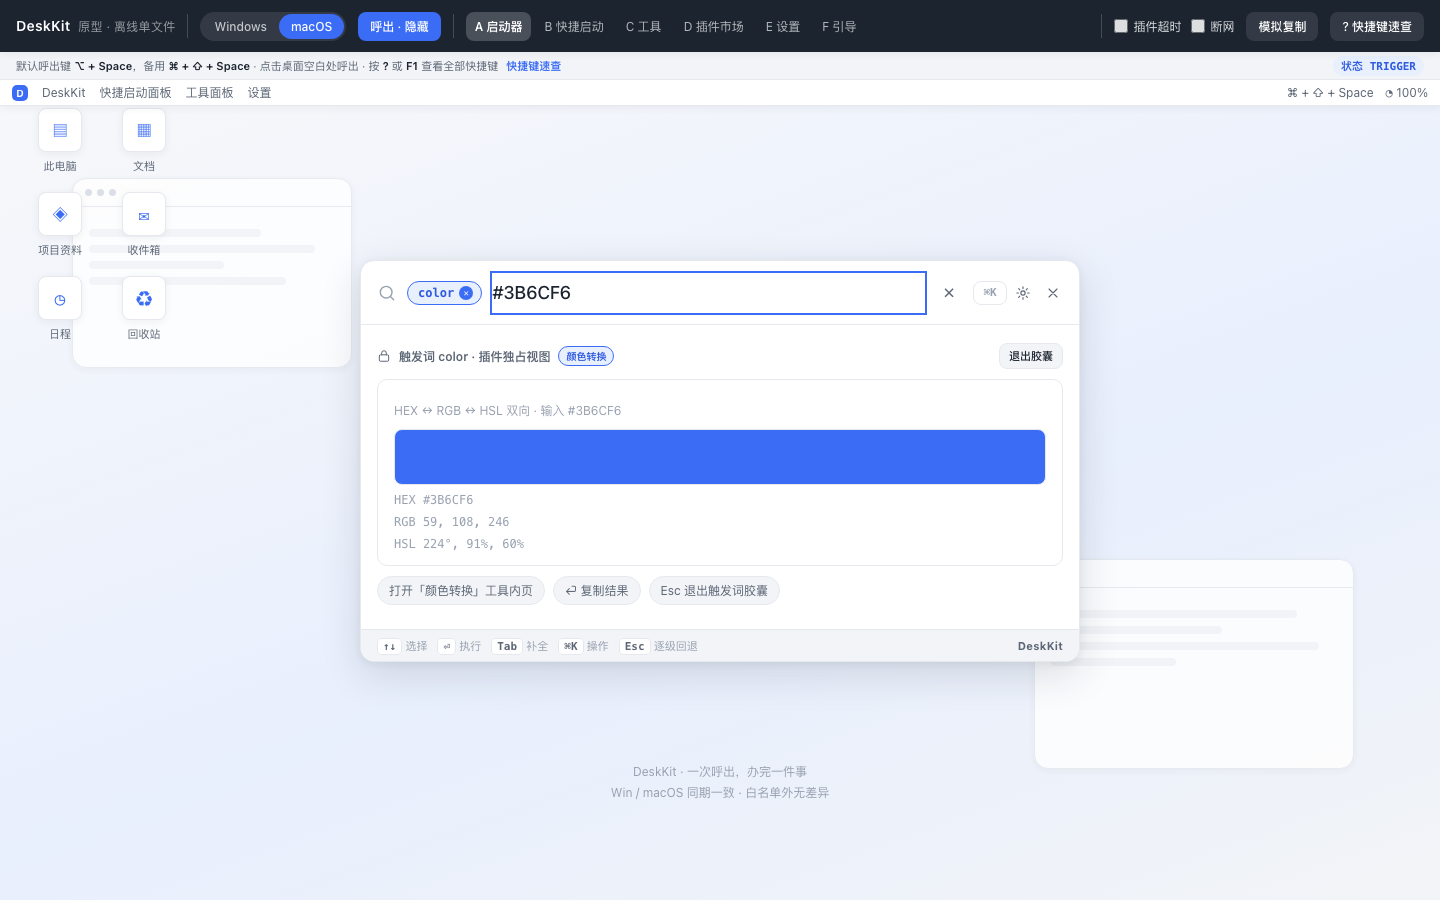 DeskKit 原型 · 离线单文件 Windows macOS 呼出 · 隐藏 A 启动器 B 快捷启动 C 工具 D 插件市场 E 设置 F 引导 插件超时 断网 模拟复制 ? 快捷键速查
默认呼出键 ⌥ + Space，备用 ⌘ + ⇧ + Space · 点击桌面空白处呼出 · 按 ? 或 F1 查看全部快捷键 快捷键速查 状态 TRIGGER
D DeskKit 快捷启动面板 工具面板 设置 ⌘ + ⇧ + Space ◔ 100%
此电脑 文档
项目资料 收件箱
日程 回收站
color × #3B6CF6 ⌘K
触发词 color · 插件独占视图 颜色转换 退出胶囊
HEX ↔ RGB ↔ HSL 双向 · 输入 #3B6CF6
HEX #3B6CF6
RGB 59, 108, 246
HSL 224°, 91%, 60%
打开「颜色转换」工具内页 ⏎ 复制结果 Esc 退出触发词胶囊
↑↓ 选择 ⏎ 执行 Tab 补全 ⌘K 操作 Esc 逐级回退 DeskKit
DeskKit · 一次呼出，办完一件事
Win / macOS 同期一致 · 白名单外无差异